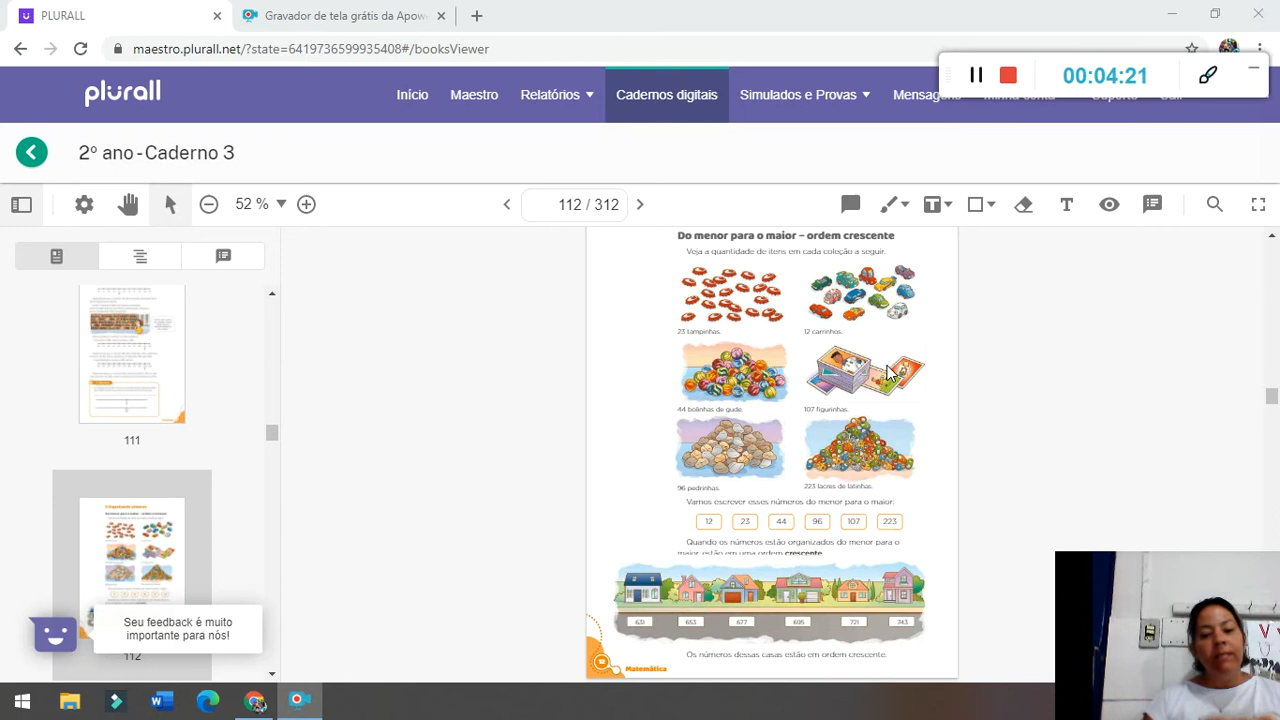 PLURALL
Gravador de tela grátis da Apowe
maestro.plurall.net/?state=6419736599935408#/booksViewer
00:04:21
plurall
Início
Maestro
Relatórios
Cadernos digitais
Simulados e Provas
Mensagens
Minha conta
Suporte
Sair
2º ano - Caderno 3
52 %
112 / 312
111
112
Seu feedback é muito
importante para nós!
Do menor para o maior – ordem crescente
Veja a quantidade de itens em cada coleção a seguir.
23 tampinhas.
12 carrinhos.
44 bolinhas de gude.
107 figurinhas.
96 pedrinhas.
223 lacres de latinhas.
Vamos escrever esses números do menor para o maior:
12 23 44 96 107 223
Quando os números estão organizados do menor para o
maior, estão em uma ordem crescente.
631 653 677 695 721 743
Os números dessas casas estão em ordem crescente.
Matemática